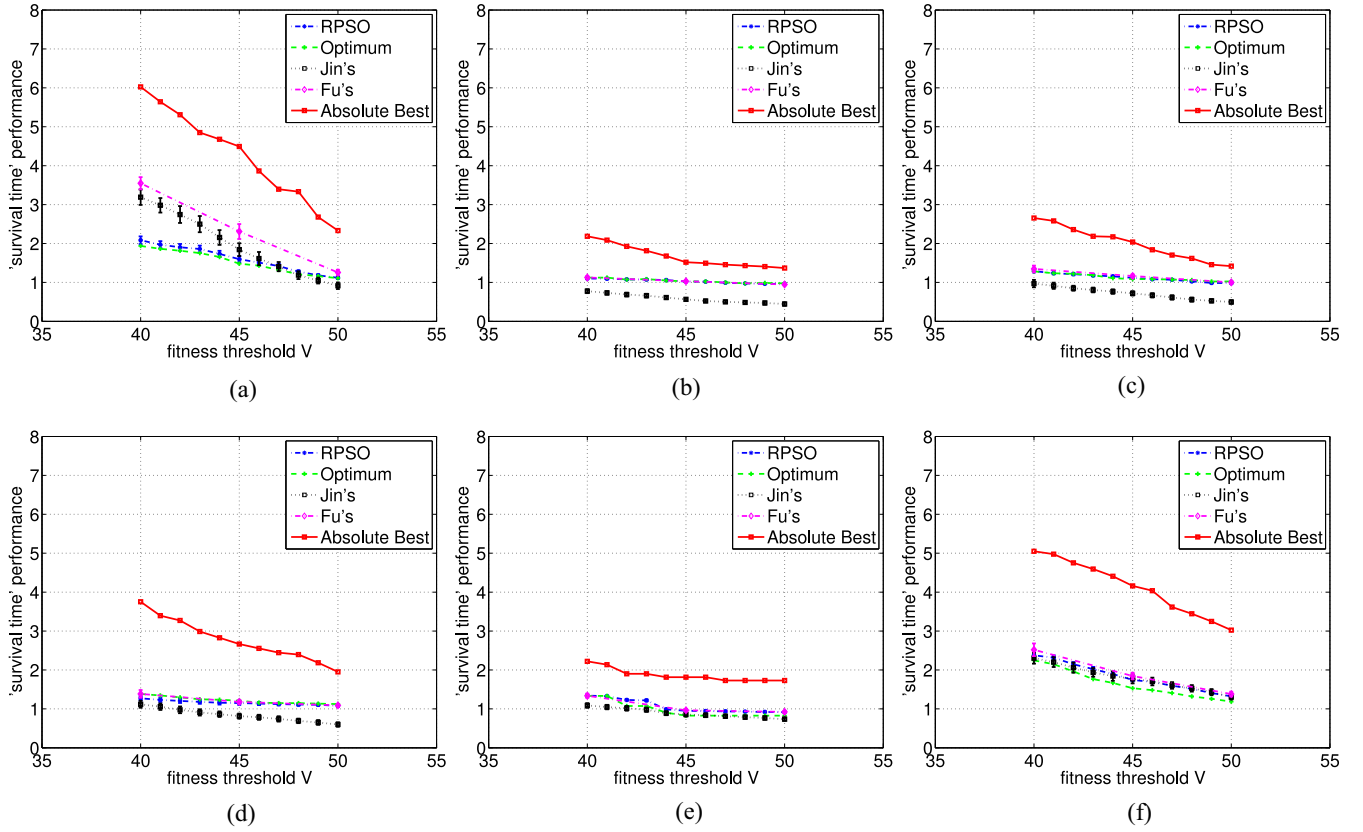 8
7
6
5
4
3
2
1
0
35
40
45
50
55
'survival time' performance
fitness threshold V
RPSO
Optimum
Jin's
Fu's
Absolute Best
(a)
8
7
6
5
4
3
2
1
0
35
40
45
50
55
'survival time' performance
fitness threshold V
RPSO
Optimum
Jin's
Fu's
Absolute Best
(b)
8
7
6
5
4
3
2
1
0
35
40
45
50
55
'survival time' performance
fitness threshold V
RPSO
Optimum
Jin's
Fu's
Absolute Best
(c)
8
7
6
5
4
3
2
1
0
35
40
45
50
55
'survival time' performance
fitness threshold V
RPSO
Optimum
Jin's
Fu's
Absolute Best
(d)
8
7
6
5
4
3
2
1
0
35
40
45
50
55
'survival time' performance
fitness threshold V
RPSO
Optimum
Jin's
Fu's
Absolute Best
(e)
8
7
6
5
4
3
2
1
0
35
40
45
50
55
'survival time' performance
fitness threshold V
RPSO
Optimum
Jin's
Fu's
Absolute Best
(f)